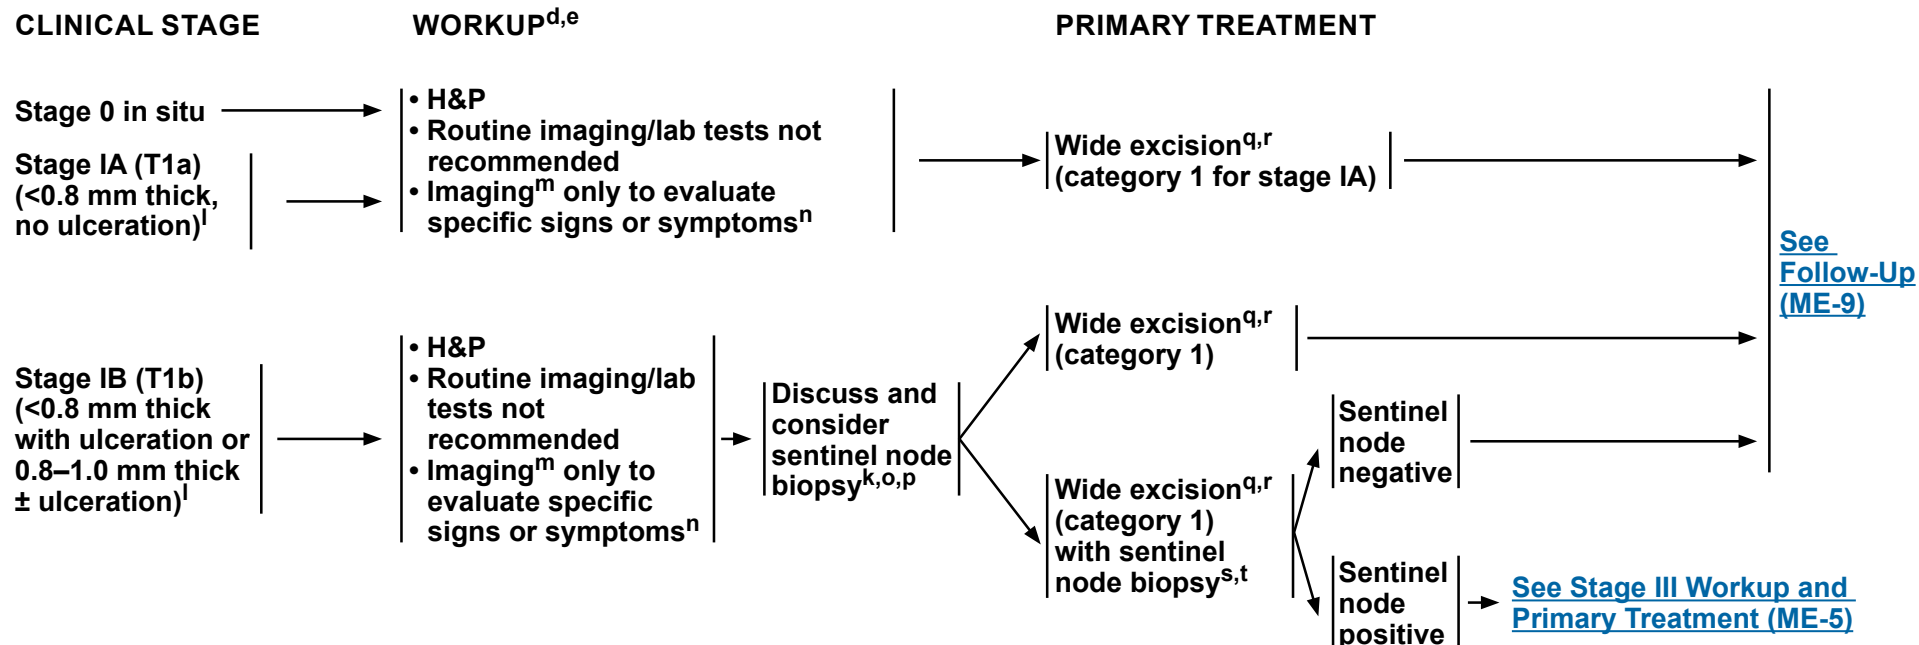 CLINICAL STAGE
WORKUPd,e
PRIMARY TREATMENT
Stage 0 in situ
Stage IA (T1a)
(<0.8 mm thick,
no ulceration)l
• H&P
• Routine imaging/lab tests not
recommended
• Imagingm only to evaluate
specific signs or symptomsn
Wide excisionq,r
(category 1 for stage IA)
See
Follow-Up
(ME-9)
Stage IB (T1b)
(<0.8 mm thick
with ulceration or
0.8–1.0 mm thick
± ulceration)l
• H&P
• Routine imaging/lab
tests not
recommended
• Imagingm only to
evaluate specific
signs or symptomsn
Discuss and
consider
sentinel node
biopsyk,o,p
Wide excisionq,r
(category 1)
Wide excisionq,r
(category 1)
with sentinel
node biopsys,t
Sentinel
node
negative
Sentinel
node
positive
See Stage III Workup and
Primary Treatment (ME-5)